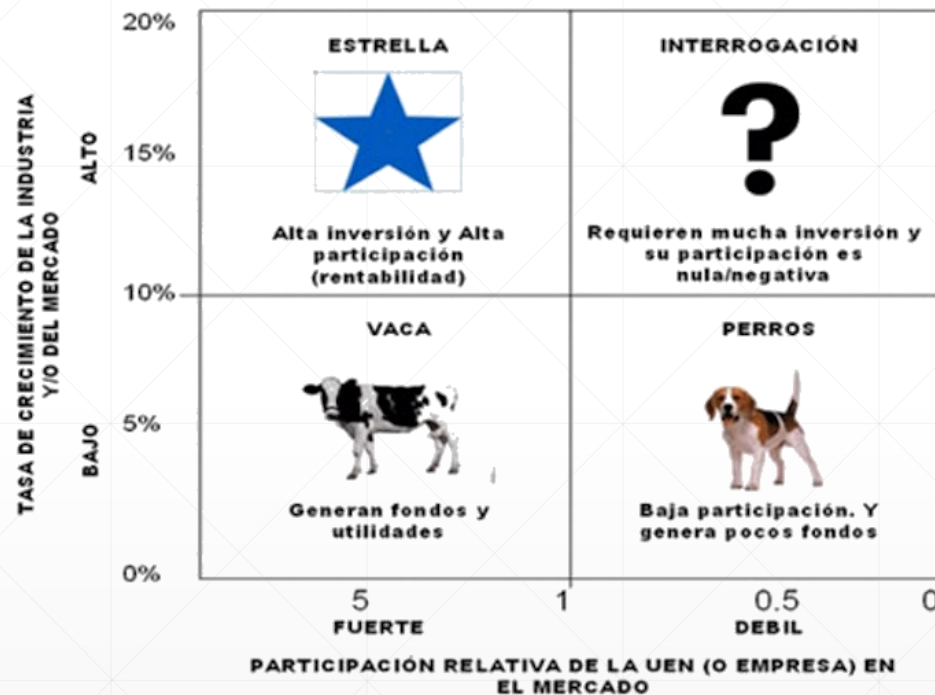 TASA DE CRECIMIENTO DE LA INDUSTRIA
Y/O DEL MERCADO
ALTO
BAJO
20%
15%
10%
5%
0%
ESTRELLA
Alta inversión y Alta
participación
(rentabilidad)
INTERROGACIÓN
?
Requieren mucha inversión y
su participación es
nula/negativa
VACA
Generan fondos y
utilidades
PERROS
Baja participación. Y
genera pocos fondos
5
1
0.5
0
FUERTE
DEBIL
PARTICIPACIÓN RELATIVA DE LA UEN (O EMPRESA) EN
EL MERCADO